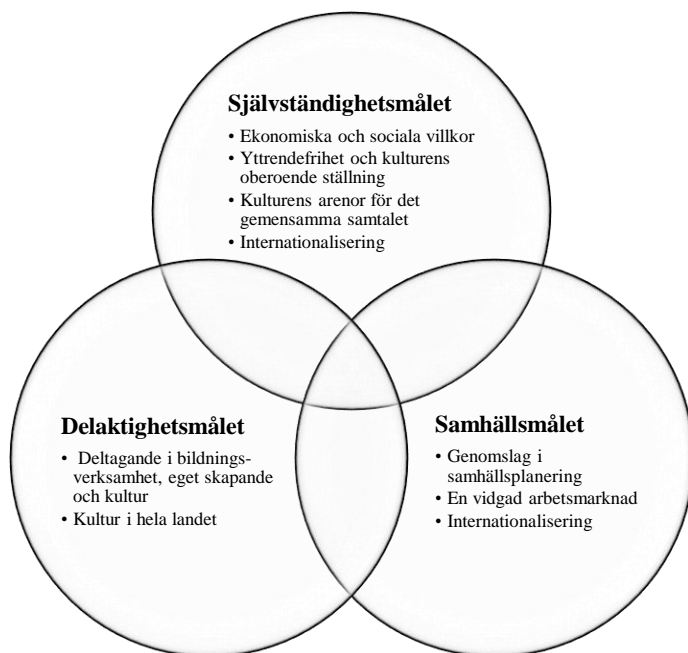 Självständighetsmålet
• Ekonomiska och sociala villkor
• Yttrendefrihet och kulturens
oberoende ställning
• Kulturens arenor för det
gemensamma samtalet
• Internationalisering
Delaktighetsmålet
• Deltagande i bildnings-
verksamhet, eget skapande
och kultur
• Kultur i hela landet
Samhällsmålet
• Genomslag i
samhällsplanering
• En vidgad arbetsmarknad
• Internationalisering